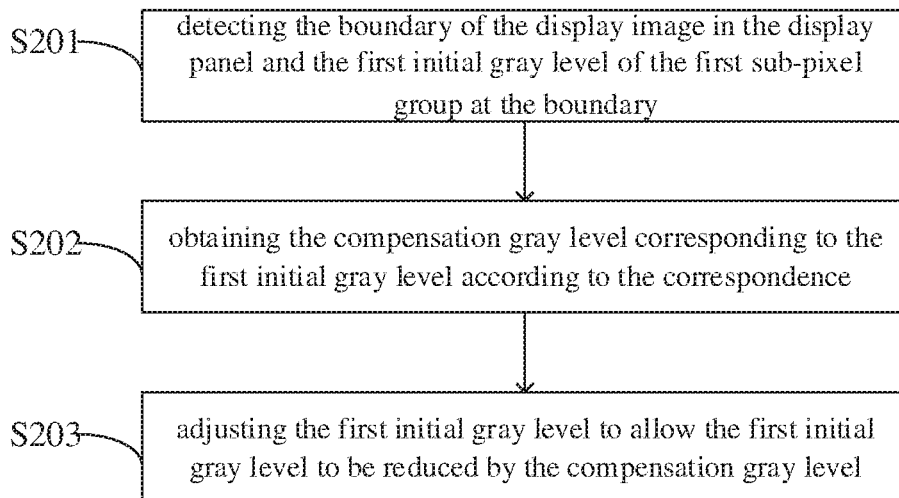 S201
detecting the boundary of the display image in the display
panel and the first initial gray level of the first sub-pixel
group at the boundary
S202
obtaining the compensation gray level corresponding to the
first initial gray level according to the correspondence
S203
adjusting the first initial gray level to allow the first initial
gray level to be reduced by the compensation gray level